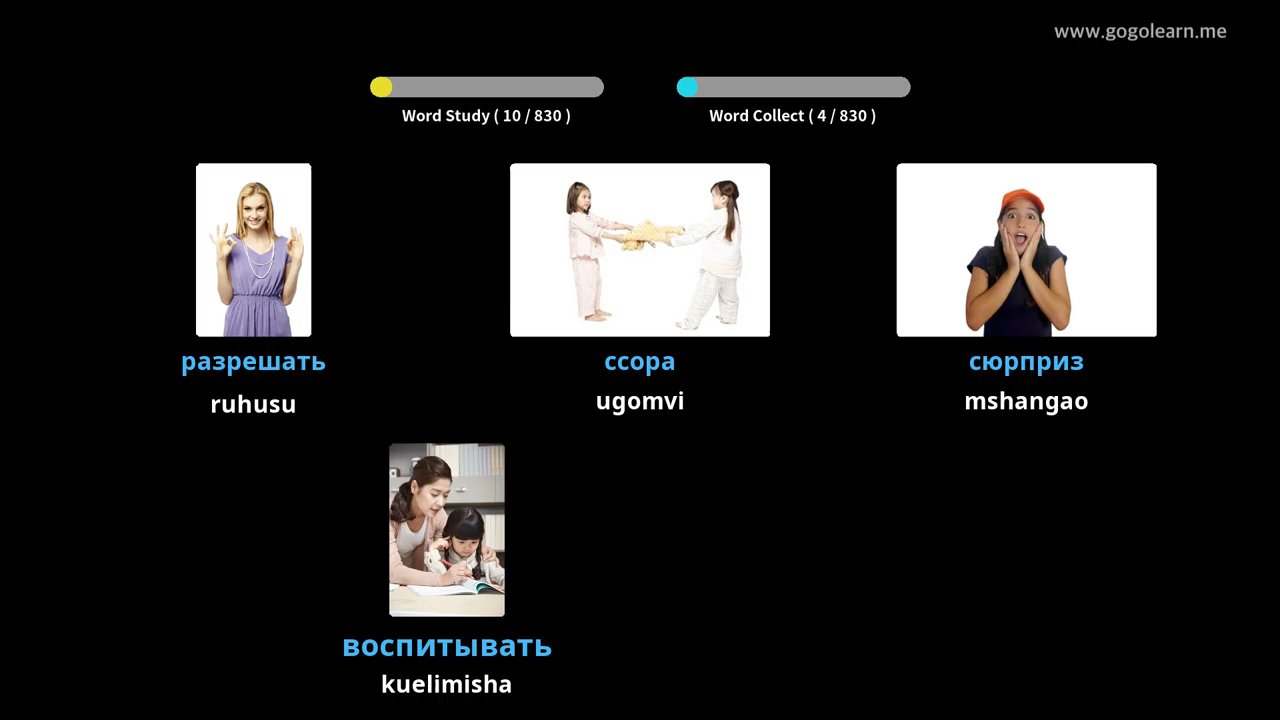 www.gogolearn.me
Word Study ( 10 / 830 )
Word Collect ( 4 / 830 )
разрешать
ruhusu
ссора
ugomvi
сюрприз
mshangao
воспитывать
kuelimisha